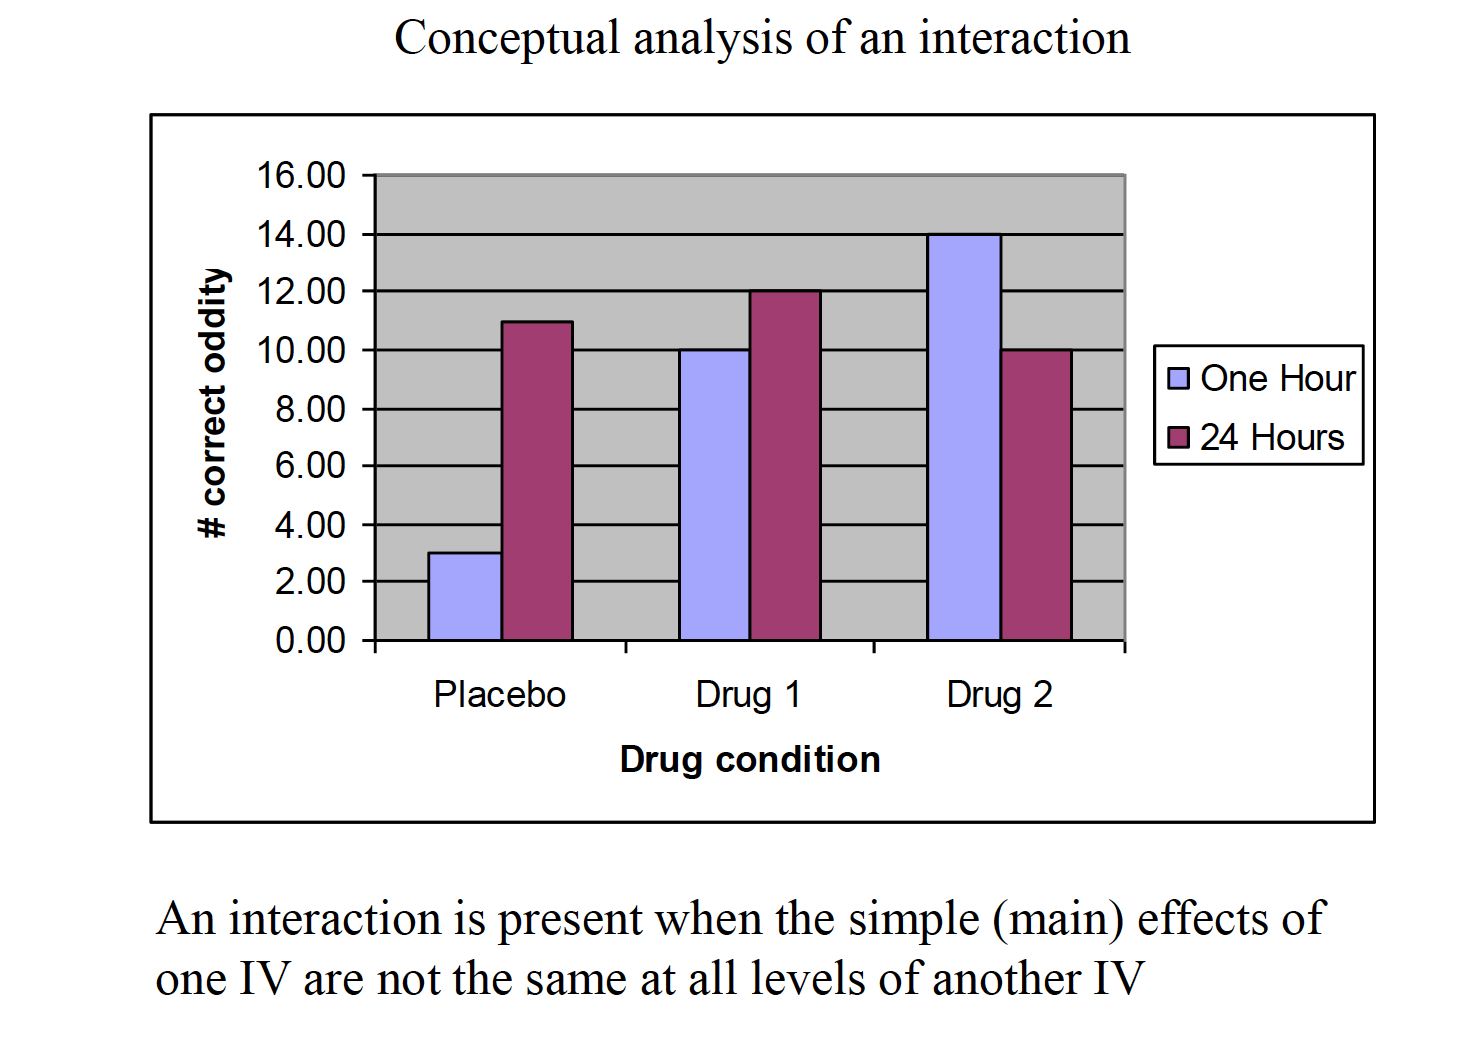 Conceptual analysis of an interaction
16.00
14.00
12.00
10.00
8.00
6.00
4.00
2.00
0.00
# correct oddity
Placebo
Drug 1
Drug 2
Drug condition
One Hour
24 Hours
An interaction is present when the simple (main) effects of
one IV are not the same at all levels of another IV